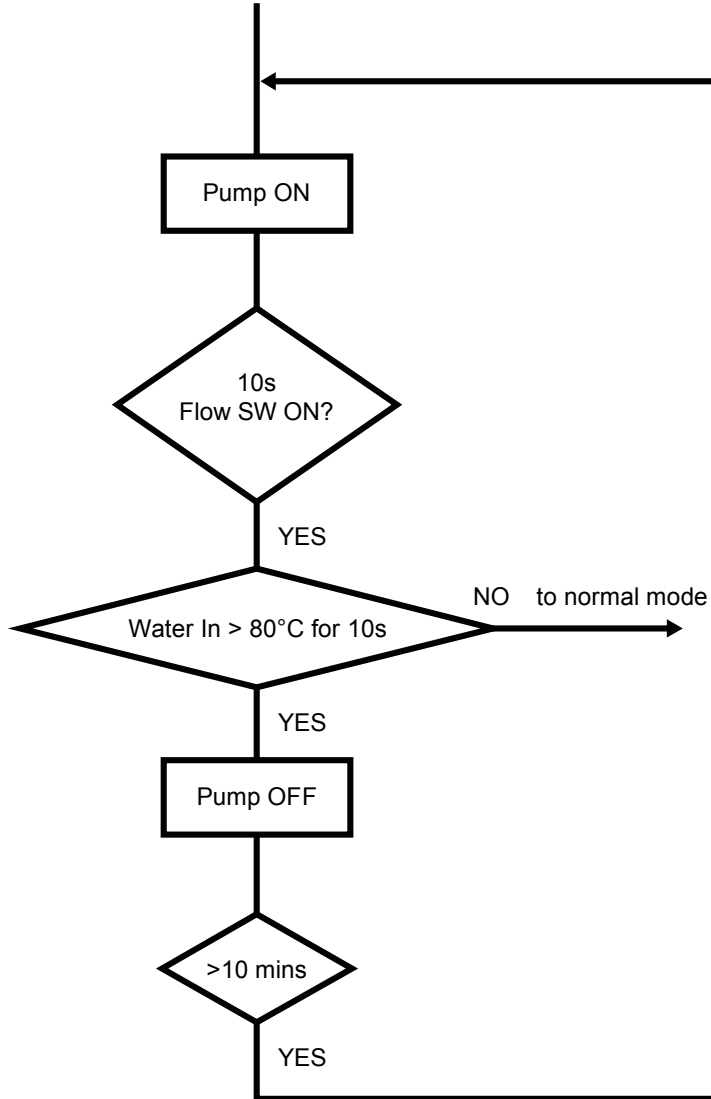 Pump ON
10s
Flow SW ON?
YES
NO to normal mode
Water In > 80°C for 10s
YES
Pump OFF
>10 mins
YES